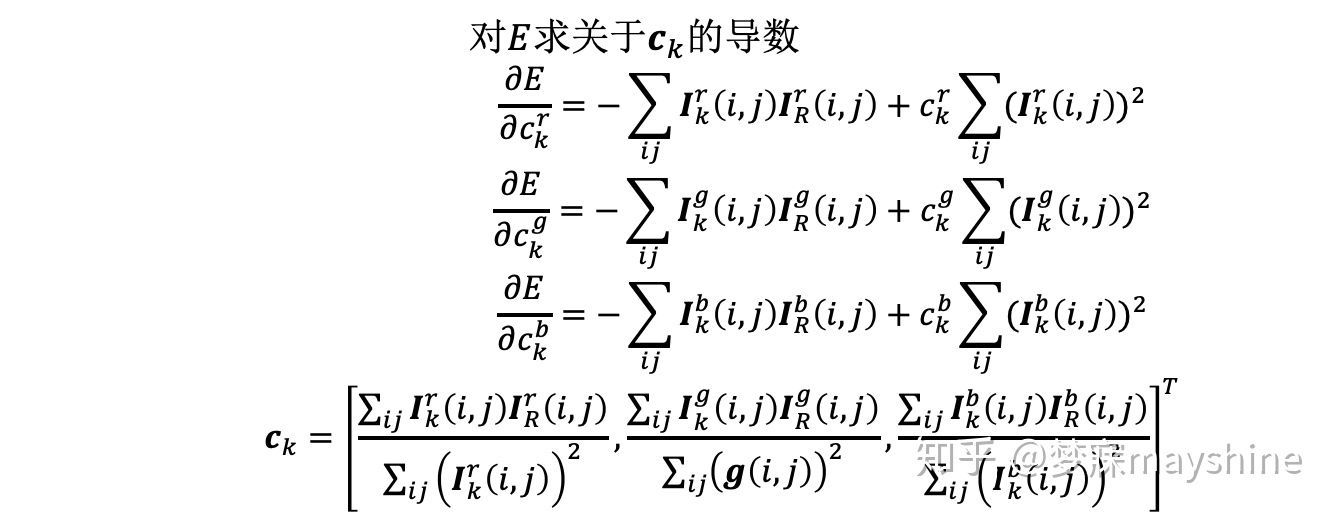 对E求关于c_k的导数
∂E/∂c_k^r = −∑_{ij} I_k^r(i,j)I_R^r(i,j) + c_k^r ∑_{ij} (I_k^r(i,j))^2
∂E/∂c_k^g = −∑_{ij} I_k^g(i,j)I_R^g(i,j) + c_k^g ∑_{ij} (I_k^g(i,j))^2
∂E/∂c_k^b = −∑_{ij} I_k^b(i,j)I_R^b(i,j) + c_k^b ∑_{ij} (I_k^b(i,j))^2
c_k = [∑_{ij} I_k^r(i,j)I_R^r(i,j) / ∑_{ij} (I_k^r(i,j))^2, ∑_{ij} I_k^g(i,j)I_R^g(i,j) / ∑_{ij} (g(i,j))^2, ∑_{ij} I_k^b(i,j)I_R^b(i,j) / ∑_{ij} (I_k^b(i,j))^2]^T
知乎 @梦寐mayshine